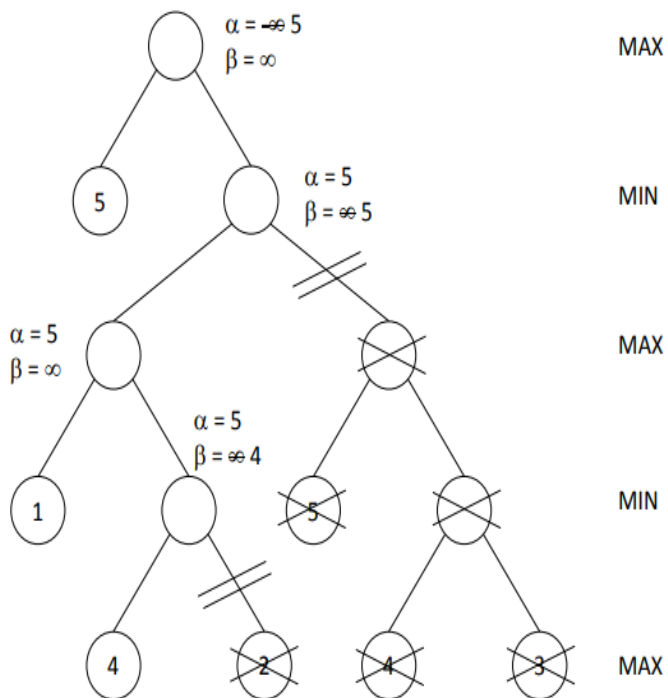 α = -∞ 5
β = ∞
MAX
5
α = 5
β = ∞ 5
MIN
α = 5
β = ∞
MAX
α = 5
β = ∞ 4
1
5
MIN
4
2
4
3
MAX